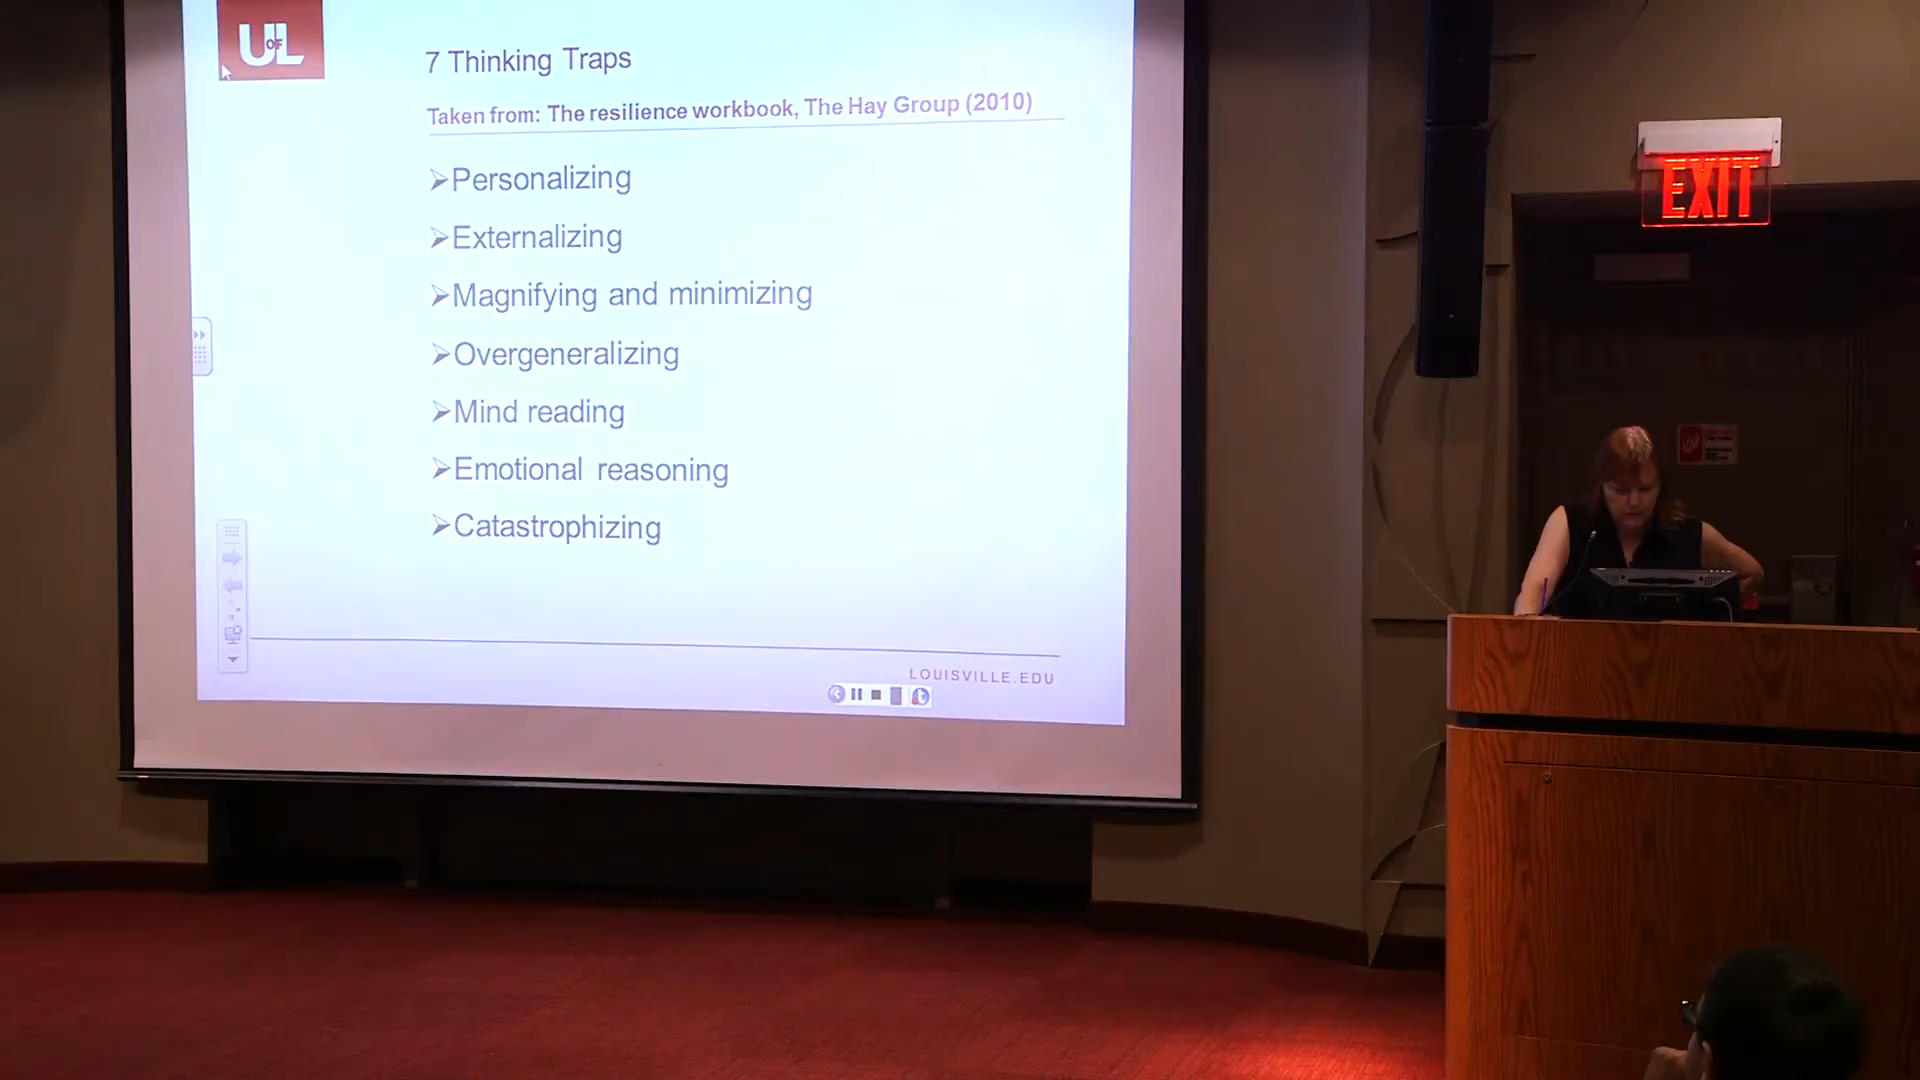 U OF L
7 Thinking Traps
Taken from: The resilience workbook, The Hay Group (2010)
➢Personalizing
➢Externalizing
➢Magnifying and minimizing
➢Overgeneralizing
➢Mind reading
➢Emotional reasoning
➢Catastrophizing
LOUISVILLE.EDU
EXIT